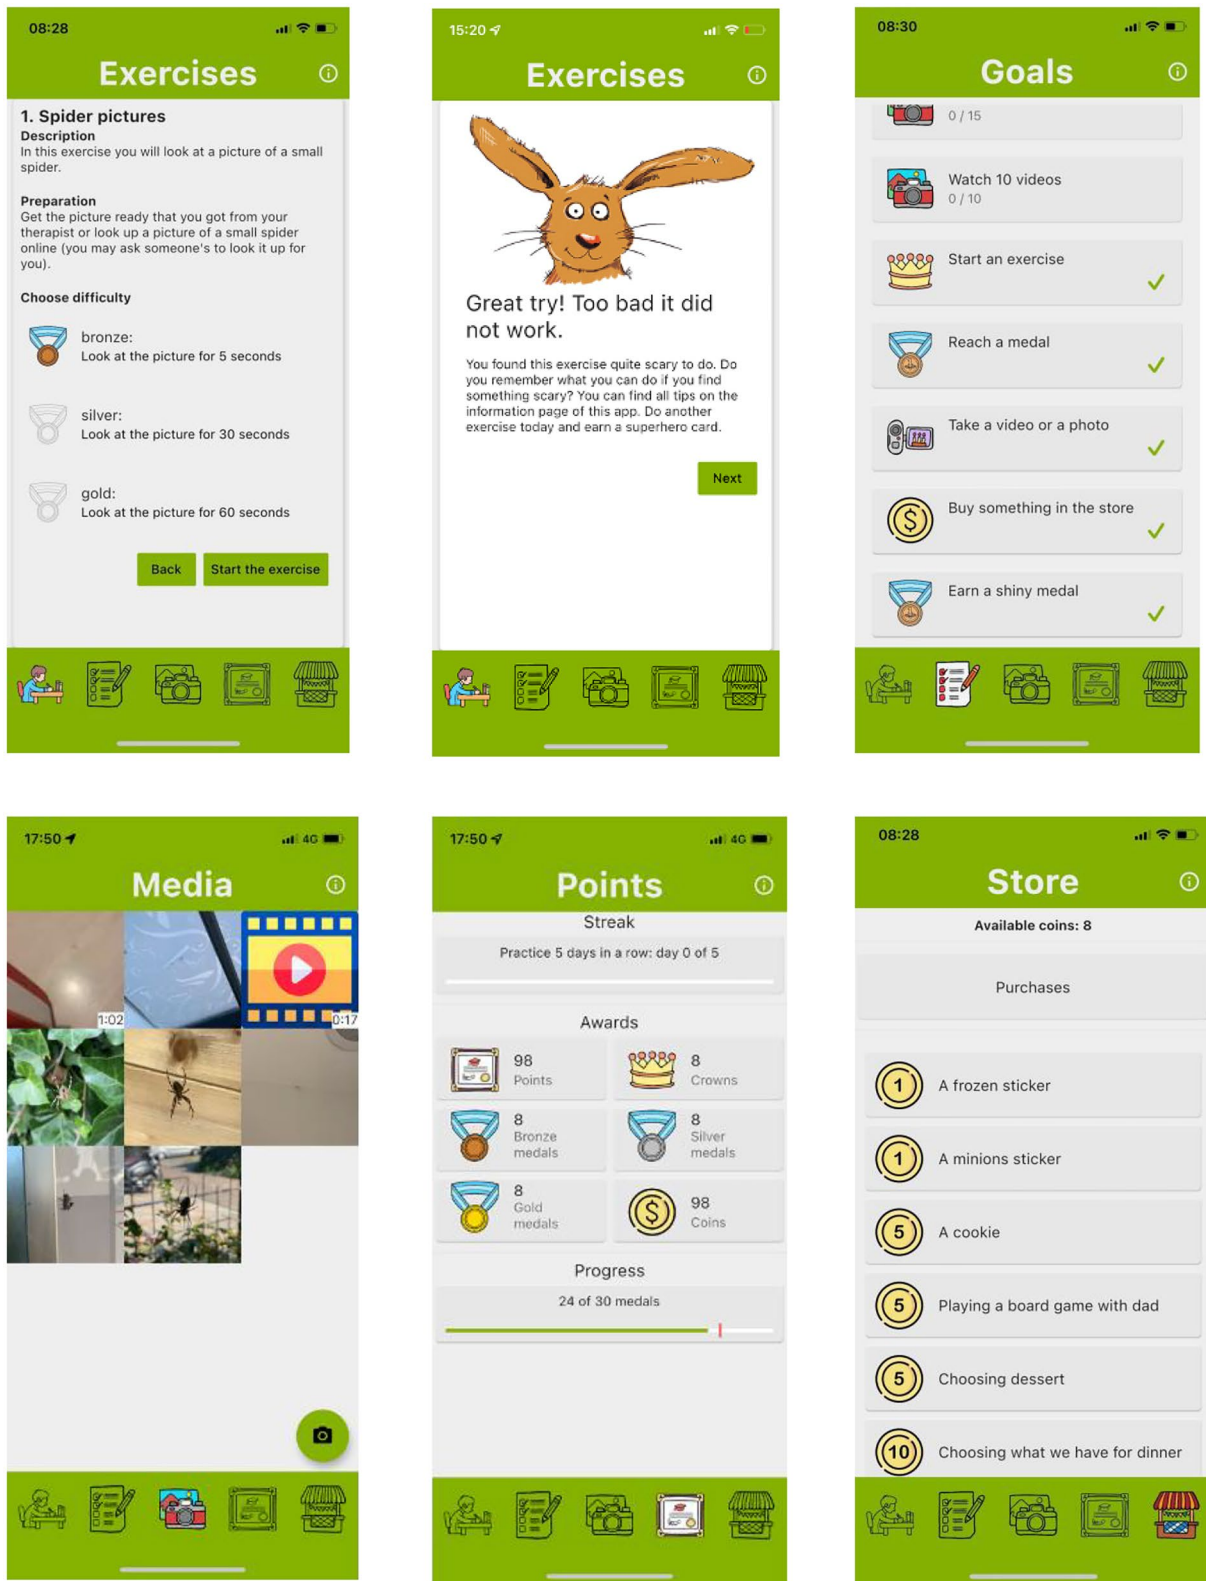 08:28
Exercises
1. Spider pictures
Description
In this exercise you will look at a picture of a small
spider.
Preparation
Get the picture ready that you got from your
therapist or look up a picture of a small spider
online (you may ask someone's to look it up for
you).
Choose difficulty
bronze:
Look at the picture for 5 seconds
silver:
Look at the picture for 30 seconds
gold:
Look at the picture for 60 seconds
Back
Start the exercise
15:20
Exercises
Great try! Too bad it did
not work.
You found this exercise quite scary to do. Do
you remember what you can do if you find
something scary? You can find all tips on the
information page of this app. Do another
exercise today and earn a superhero card.
Next
08:30
Goals
0 / 15
Watch 10 videos
0 / 10
Start an exercise
Reach a medal
Take a video or a photo
Buy something in the store
Earn a shiny medal
17:50
4G
Media
1:02
0:17
17:50
4G
Points
Streak
Practice 5 days in a row: day 0 of 5
Awards
98
Points
8
Crowns
8
Bronze
medals
8
Silver
medals
8
Gold
medals
98
Coins
Progress
24 of 30 medals
08:28
Store
Available coins: 8
Purchases
1 A frozen sticker
1 A minions sticker
5 A cookie
5 Playing a board game with dad
5 Choosing dessert
10 Choosing what we have for dinner